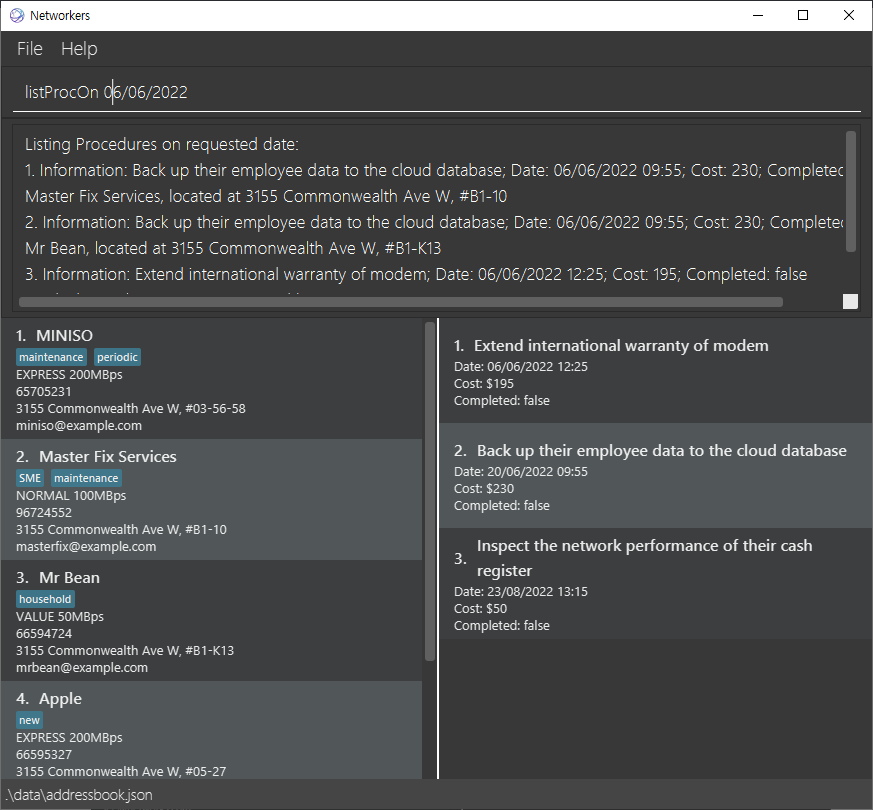 Networkers
File Help
listProcOn 06/06/2022
Listing Procedures on requested date:
1. Information: Back up their employee data to the cloud database; Date: 06/06/2022 09:55; Cost: 230; Completed
Master Fix Services, located at 3155 Commonwealth Ave W, #B1-10
2. Information: Back up their employee data to the cloud database; Date: 06/06/2022 09:55; Cost: 230; Completed
Mr Bean, located at 3155 Commonwealth Ave W, #B1-K13
3. Information: Extend international warranty of modem; Date: 06/06/2022 12:25; Cost: 195; Completed: false
1. MINISO
maintenance periodic
EXPRESS 200MBps
65705231
3155 Commonwealth Ave W, #03-56-58
miniso@example.com
2. Master Fix Services
SME maintenance
NORMAL 100MBps
96724552
3155 Commonwealth Ave W, #B1-10
masterfix@example.com
3. Mr Bean
household
VALUE 50MBps
66594724
3155 Commonwealth Ave W, #B1-K13
mrbean@example.com
4. Apple
new
EXPRESS 200MBps
66595327
3155 Commonwealth Ave W, #05-27
1. Extend international warranty of modem
Date: 06/06/2022 12:25
Cost: $195
Completed: false
2. Back up their employee data to the cloud database
Date: 20/06/2022 09:55
Cost: $230
Completed: false
3. Inspect the network performance of their cash
register
Date: 23/08/2022 13:15
Cost: $50
Completed: false
.\data\addressbook.json